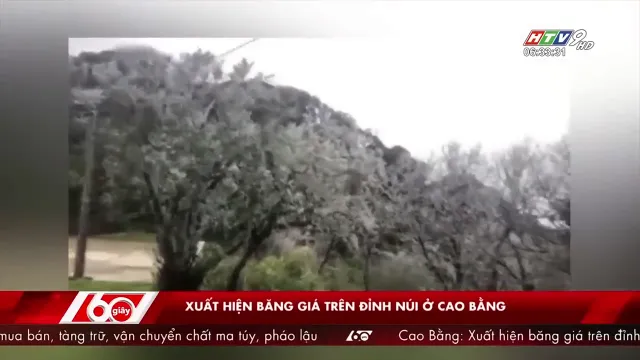 HTV9 HD
06:33:31
60 giây
XUẤT HIỆN BĂNG GIÁ TRÊN ĐỈNH NÚI Ở CAO BẰNG
mua bán, tàng trữ, vận chuyển chất ma túy, pháo lậu 60 Cao Bằng: Xuất hiện băng giá trên đỉnh